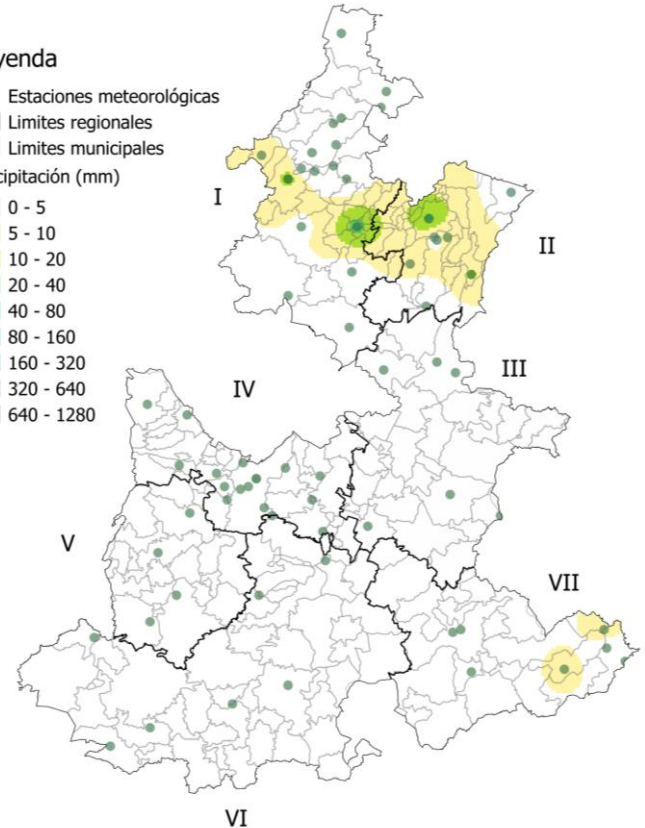 yenda
Estaciones meteorológicas
Limites regionales
Limites municipales
cipitación (mm)
0 - 5
5 - 10
10 - 20
20 - 40
40 - 80
80 - 160
160 - 320
320 - 640
640 - 1280
I
II
III
IV
V
VII
VI